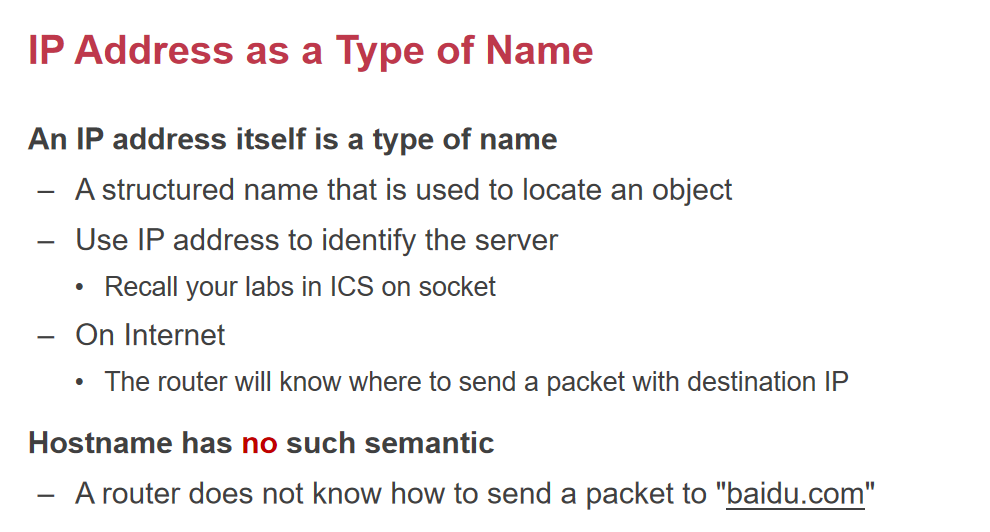 IP Address as a Type of Name
An IP address itself is a type of name
– A structured name that is used to locate an object
– Use IP address to identify the server
• Recall your labs in ICS on socket
– On Internet
• The router will know where to send a packet with destination IP
Hostname has no such semantic
– A router does not know how to send a packet to "baidu.com"